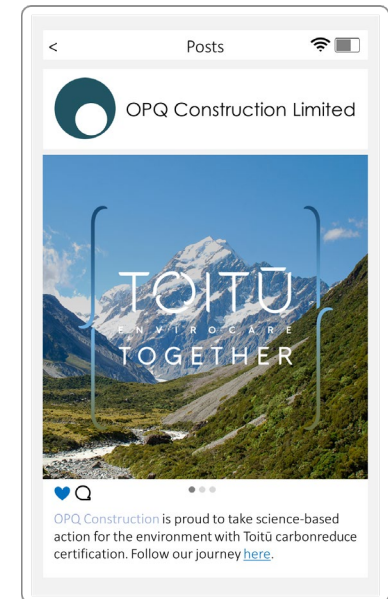 < Posts
OPQ Construction Limited
TOITŪ
ENVIROCARE
TOGETHER
OPQ Construction is proud to take science-based
action for the environment with Toitū carbonreduce
certification. Follow our journey here.